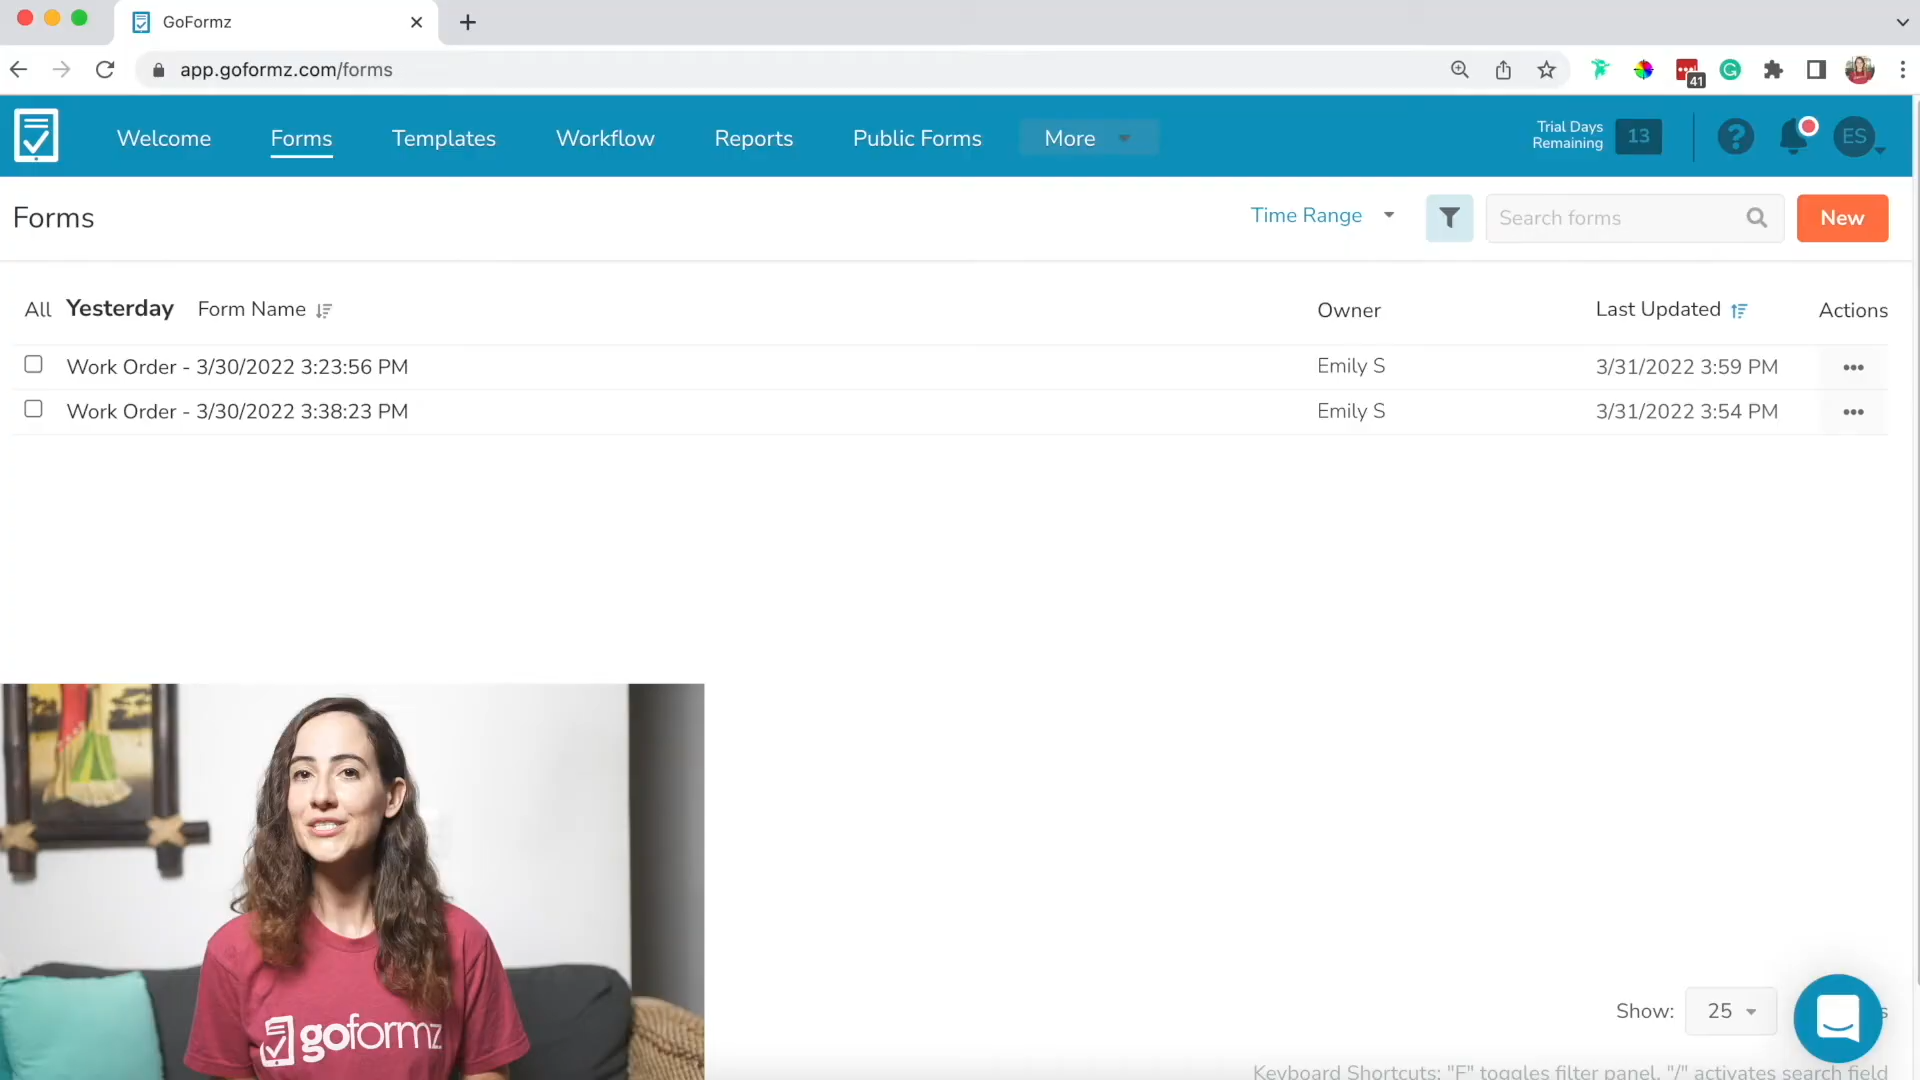 GoFormz
app.goformz.com/forms
41
Welcome
Forms
Templates
Workflow
Reports
Public Forms
More
Trial Days
Remaining
13
?
ES
Forms
Time Range
Search forms
New
All Yesterday Form Name
Owner
Last Updated
Actions
Work Order - 3/30/2022 3:23:56 PM
Emily S
3/31/2022 3:59 PM
Work Order - 3/30/2022 3:38:23 PM
Emily S
3/31/2022 3:54 PM
goformz
Show:
25
Keyboard Shortcuts: "F" toggles filter panel, "/" activates search field